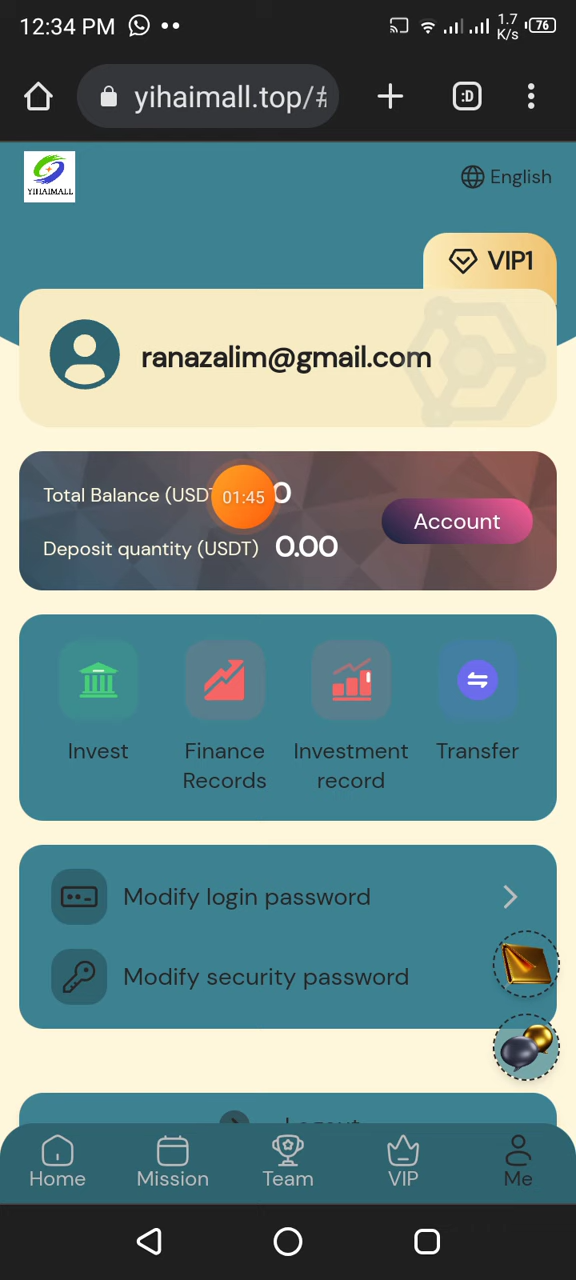 12:34 PM
1.7
K/s
76
:D
yihaimall.top/#
YIHAIMALL
English
VIP1
ranazalim@gmail.com
Total Balance (USDT
01:45
0
Account
Deposit quantity (USDT) 0.00
Invest
Finance
Records
Investment
record
Transfer
Modify login password
Modify security password
Logout
Home
Mission
Team
VIP
Me